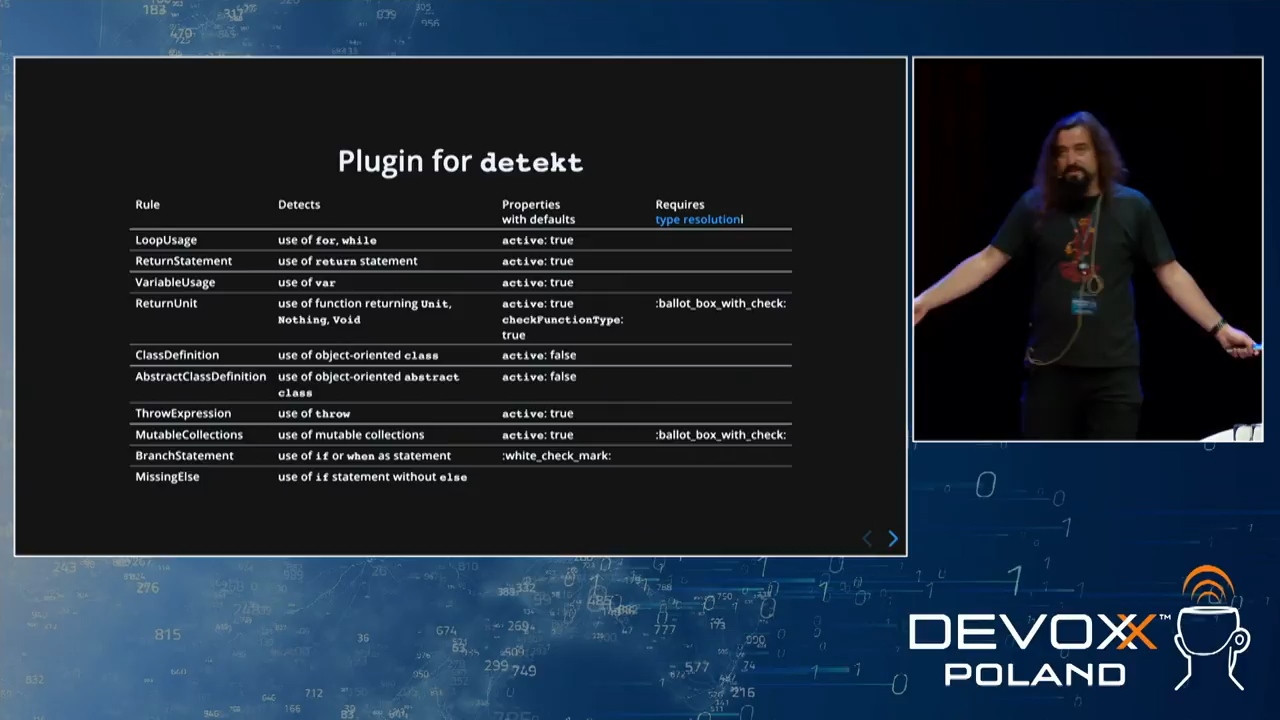 Plugin for detekt
Rule Detects Properties with defaults Requires type resolutioni
LoopUsage use of for, while active: true
ReturnStatement use of return statement active: true
VariableUsage use of var active: true
ReturnUnit use of function returning Unit, Nothing, Void active: true checkFunctionType: true :ballot_box_with_check:
ClassDefinition use of object-oriented class active: false
AbstractClassDefinition use of object-oriented abstract class active: false
ThrowExpression use of throw active: true
MutableCollections use of mutable collections active: true :ballot_box_with_check:
BranchStatement use of if or when as statement :white_check_mark:
MissingElse use of if statement without else
DEVOXX™
POLAND